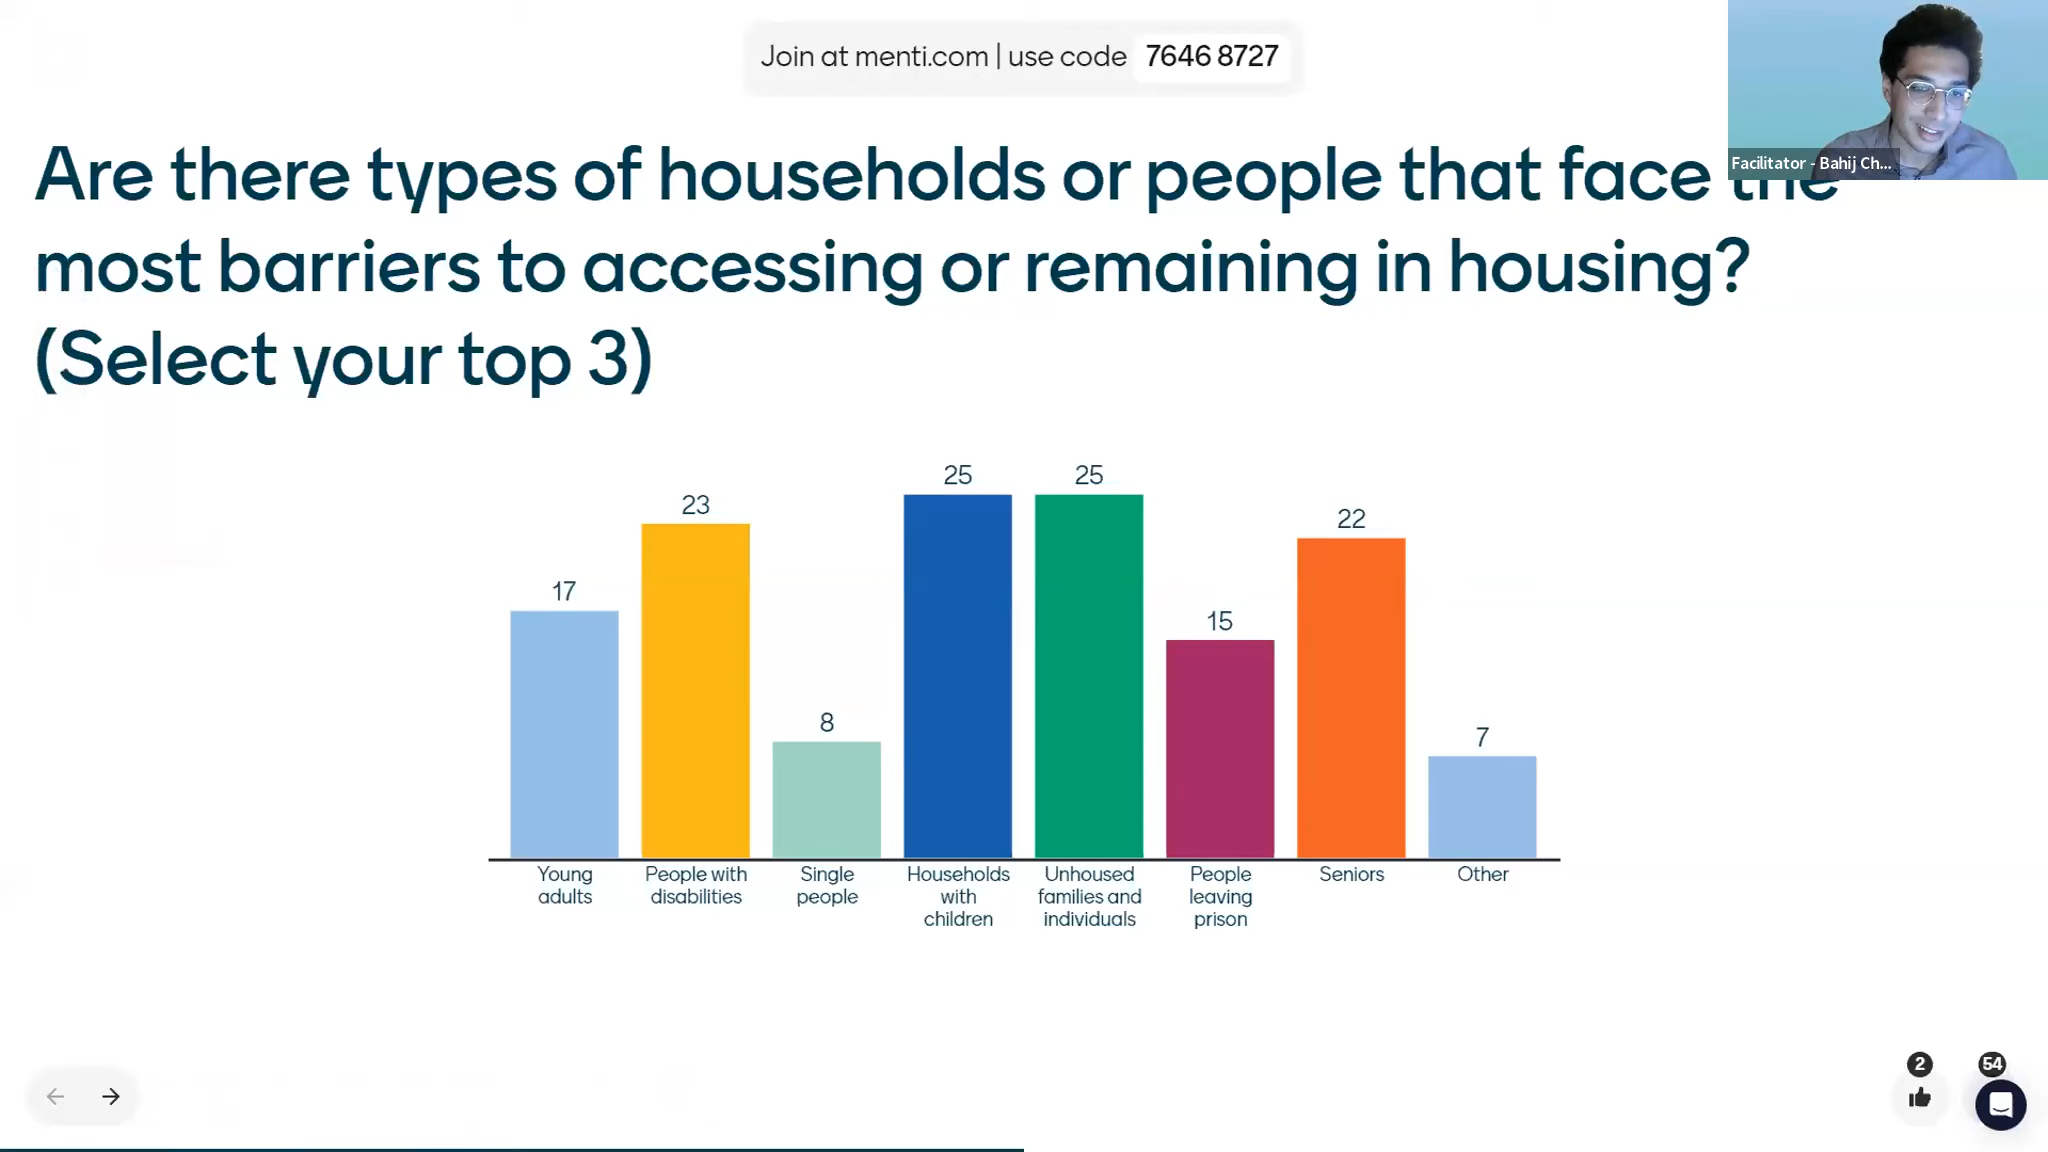 Join at menti.com | use code 7646 8727
Are there types of households or people that face the
most barriers to accessing or remaining in housing?
(Select your top 3)
Facilitator - Bahij Ch...
17
23
8
25
25
15
22
7
Young
adults
People with
disabilities
Single
people
Households
with
children
Unhoused
families and
individuals
People
leaving
prison
Seniors
Other
2
54